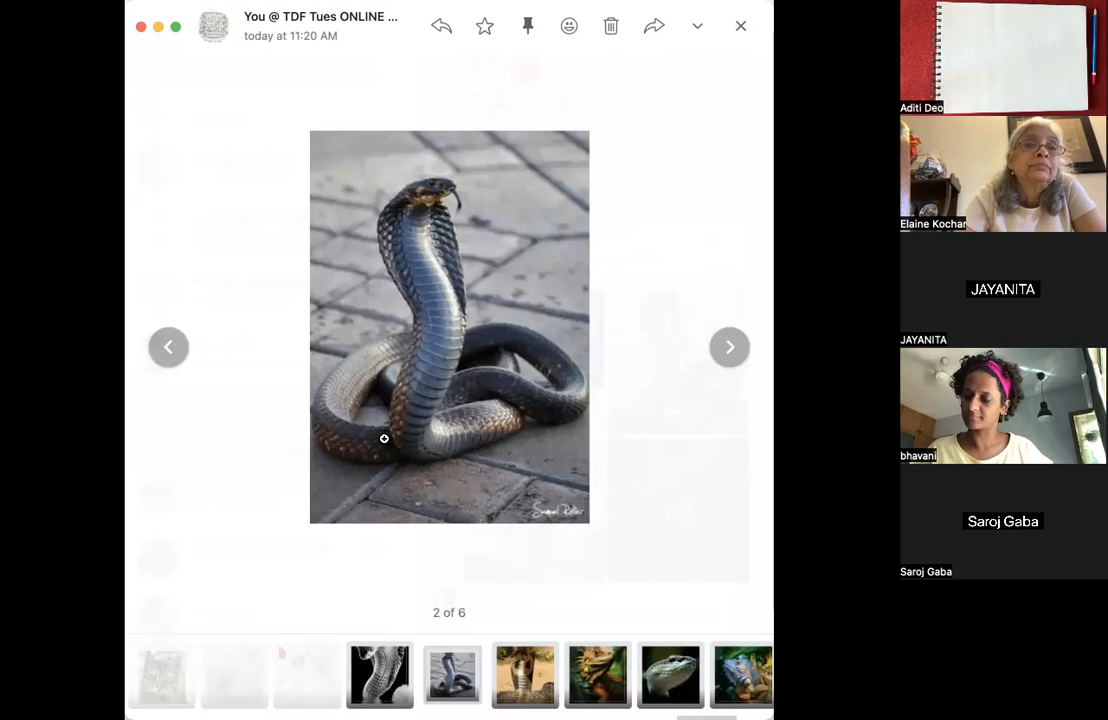 You @ TDF Tues ONLINE ...
today at 11:20 AM
2 of 6
Aditi Deo
Elaine Kochar
JAYANITA
JAYANITA
bhavani
Saroj Gaba
Saroj Gaba